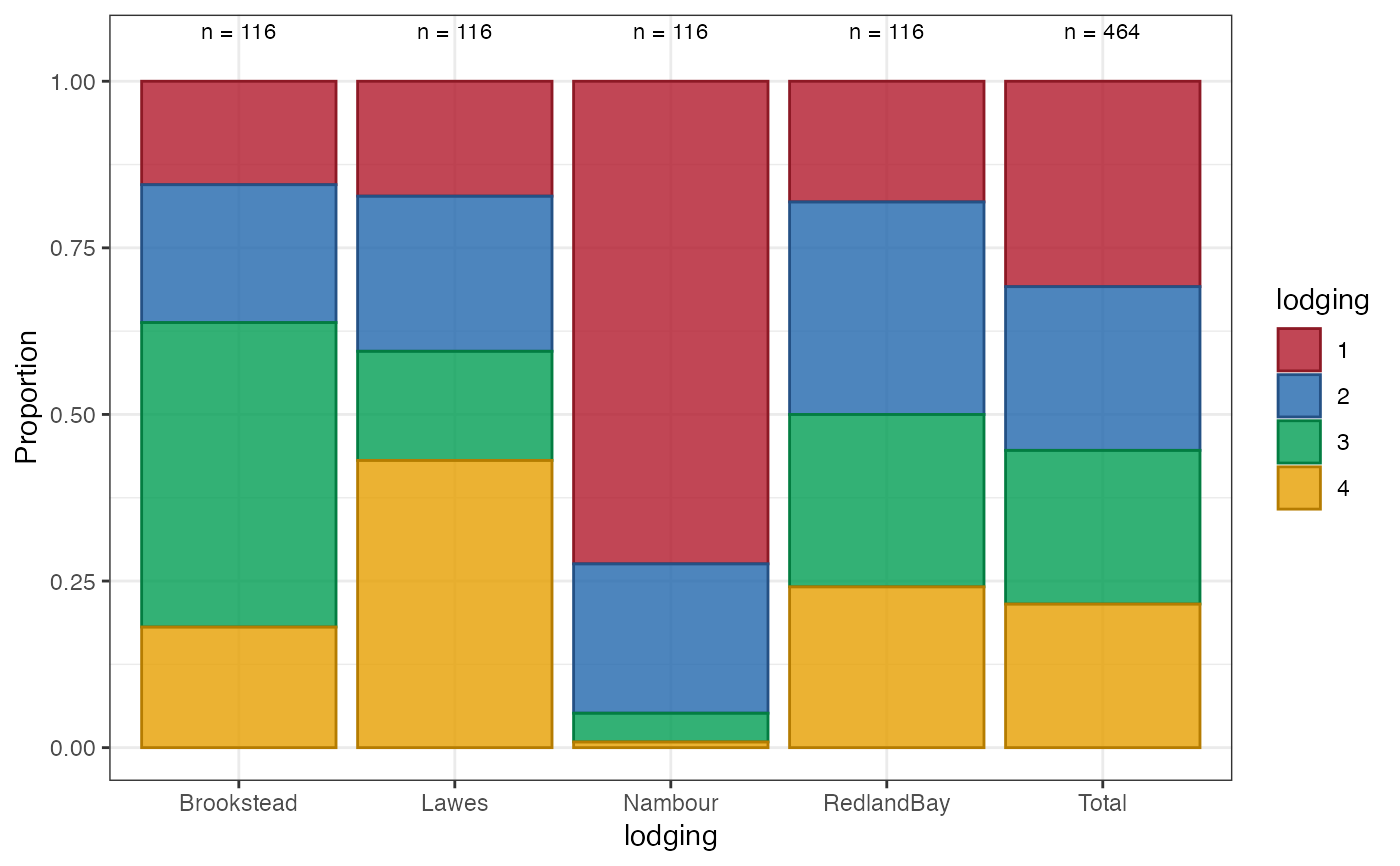 n = 116 n = 116 n = 116 n = 116 n = 464
1.00
0.75
0.50
0.25
0.00
Proportion
Brookstead Lawes Nambour RedlandBay Total
lodging
lodging
1
2
3
4